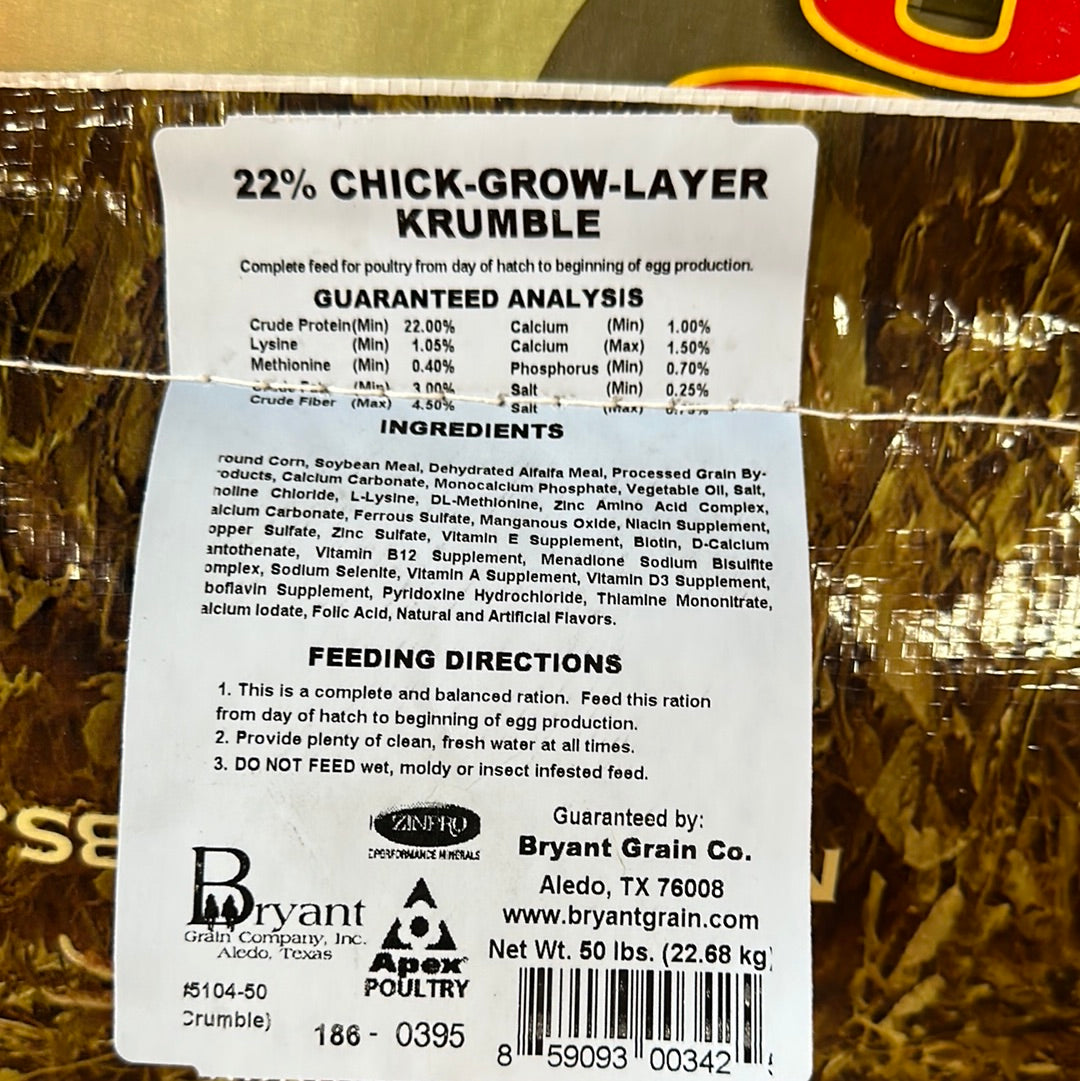 22% CHICK-GROW-LAYER
KRUMBLE
Complete feed for poultry from day of hatch to beginning of egg production.
GUARANTEED ANALYSIS
Crude Protein(Min) 22.00% Calcium (Min) 1.00%
Lysine (Min) 1.05% Calcium (Max) 1.50%
Methionine (Min) 0.40% Phosphorus (Min) 0.70%
(Min) 3.00% Salt (Min) 0.25%
Crude Fiber (Max) 4.50% Salt (Max)
INGREDIENTS
round Corn, Soybean Meal, Dehydrated Alfalfa Meal, Processed Grain By-
oducts, Calcium Carbonate, Monocalcium Phosphate, Vegetable Oil, Salt,
holine Chloride, L-Lysine, DL-Methionine, Zinc Amino Acid Complex,
alcium Carbonate, Ferrous Sulfate, Manganous Oxide, Niacin Supplement,
opper Sulfate, Zinc Sulfate, Vitamin E Supplement, Biotin, D-Calcium
antothenate, Vitamin B12 Supplement, Menadione Sodium Bisulfite
omplex, Sodium Selenite, Vitamin A Supplement, Vitamin D3 Supplement,
boflavin Supplement, Pyridoxine Hydrochloride, Thiamine Mononitrate,
alcium Iodate, Folic Acid, Natural and Artificial Flavors.
FEEDING DIRECTIONS
1. This is a complete and balanced ration. Feed this ration
from day of hatch to beginning of egg production.
2. Provide plenty of clean, fresh water at all times.
3. DO NOT FEED wet, moldy or insect infested feed.
ZINPRO
PERFORMANCE MINERALS
Guaranteed by:
Bryant Grain Co.
Aledo, TX 76008
www.bryantgrain.com
Net Wt. 50 lbs. (22.68 kg)
Bryant
Grain Company, Inc.
Aledo, Texas
Apex
POULTRY
#5104-50
Crumble)
186 - 0395
8 59093 00342